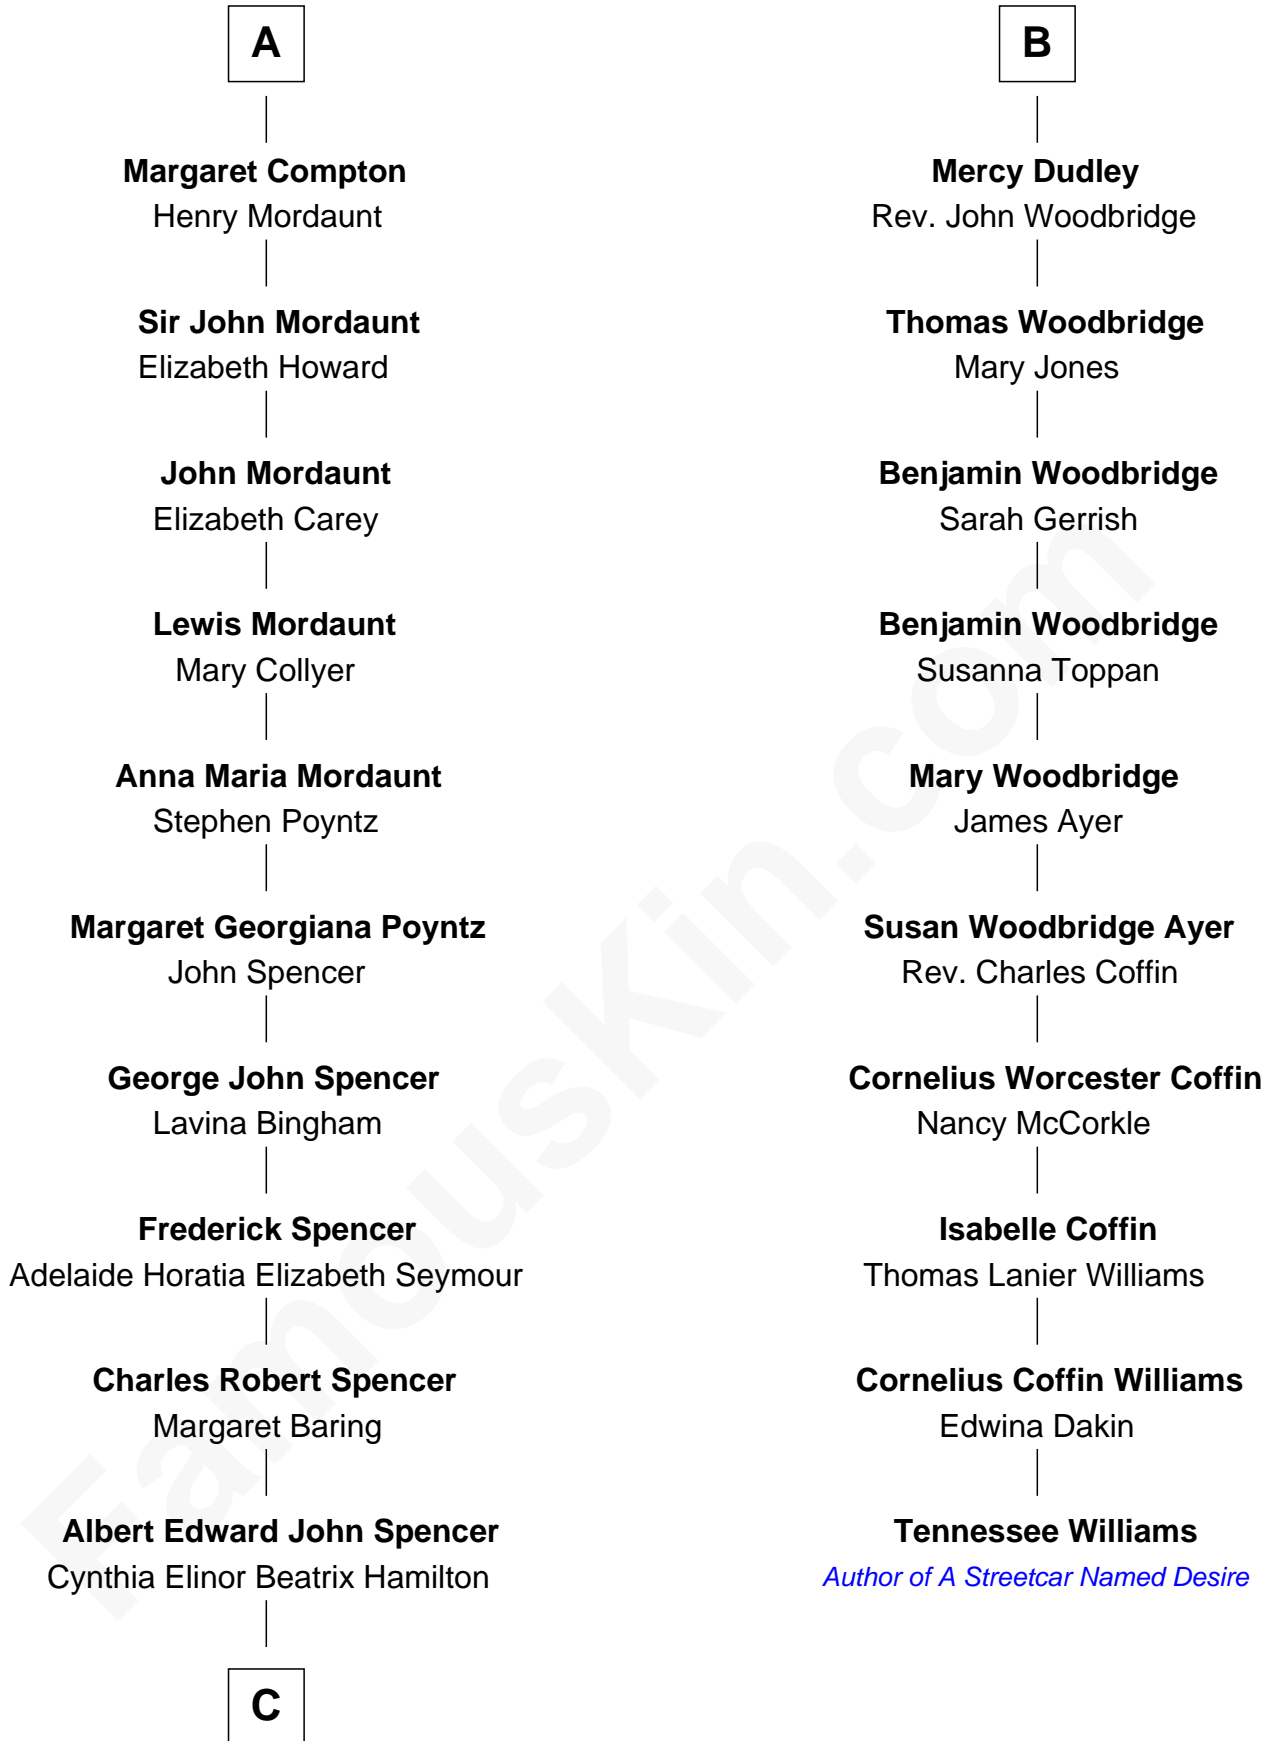 A
Margaret Compton
Henry Mordaunt
Sir John Mordaunt
Elizabeth Howard
John Mordaunt
Elizabeth Carey
Lewis Mordaunt
Mary Collyer
Anna Maria Mordaunt
Stephen Poyntz
Margaret Georgiana Poyntz
John Spencer
George John Spencer
Lavina Bingham
Frederick Spencer
Adelaide Horatia Elizabeth Seymour
Charles Robert Spencer
Margaret Baring
Albert Edward John Spencer
Cynthia Elinor Beatrix Hamilton
C
B
Mercy Dudley
Rev. John Woodbridge
Thomas Woodbridge
Mary Jones
Benjamin Woodbridge
Sarah Gerrish
Benjamin Woodbridge
Susanna Toppan
Mary Woodbridge
James Ayer
Susan Woodbridge Ayer
Rev. Charles Coffin
Cornelius Worcester Coffin
Nancy McCorkle
Isabelle Coffin
Thomas Lanier Williams
Cornelius Coffin Williams
Edwina Dakin
Tennessee Williams
Author of A Streetcar Named Desire
FamousKin.com